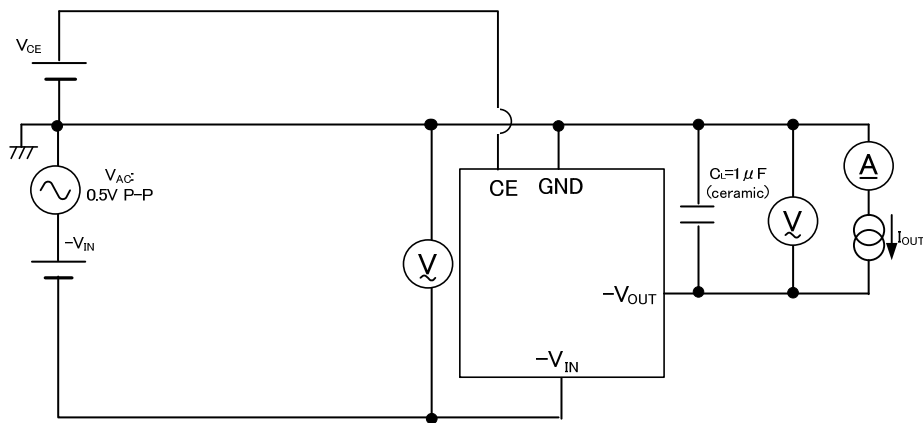 VCE
VAC:
0.5V P-P
-VIN
V
CE
GND
-VOUT
-VIN
CL=1μF
(ceramic)
V
A
IOUT